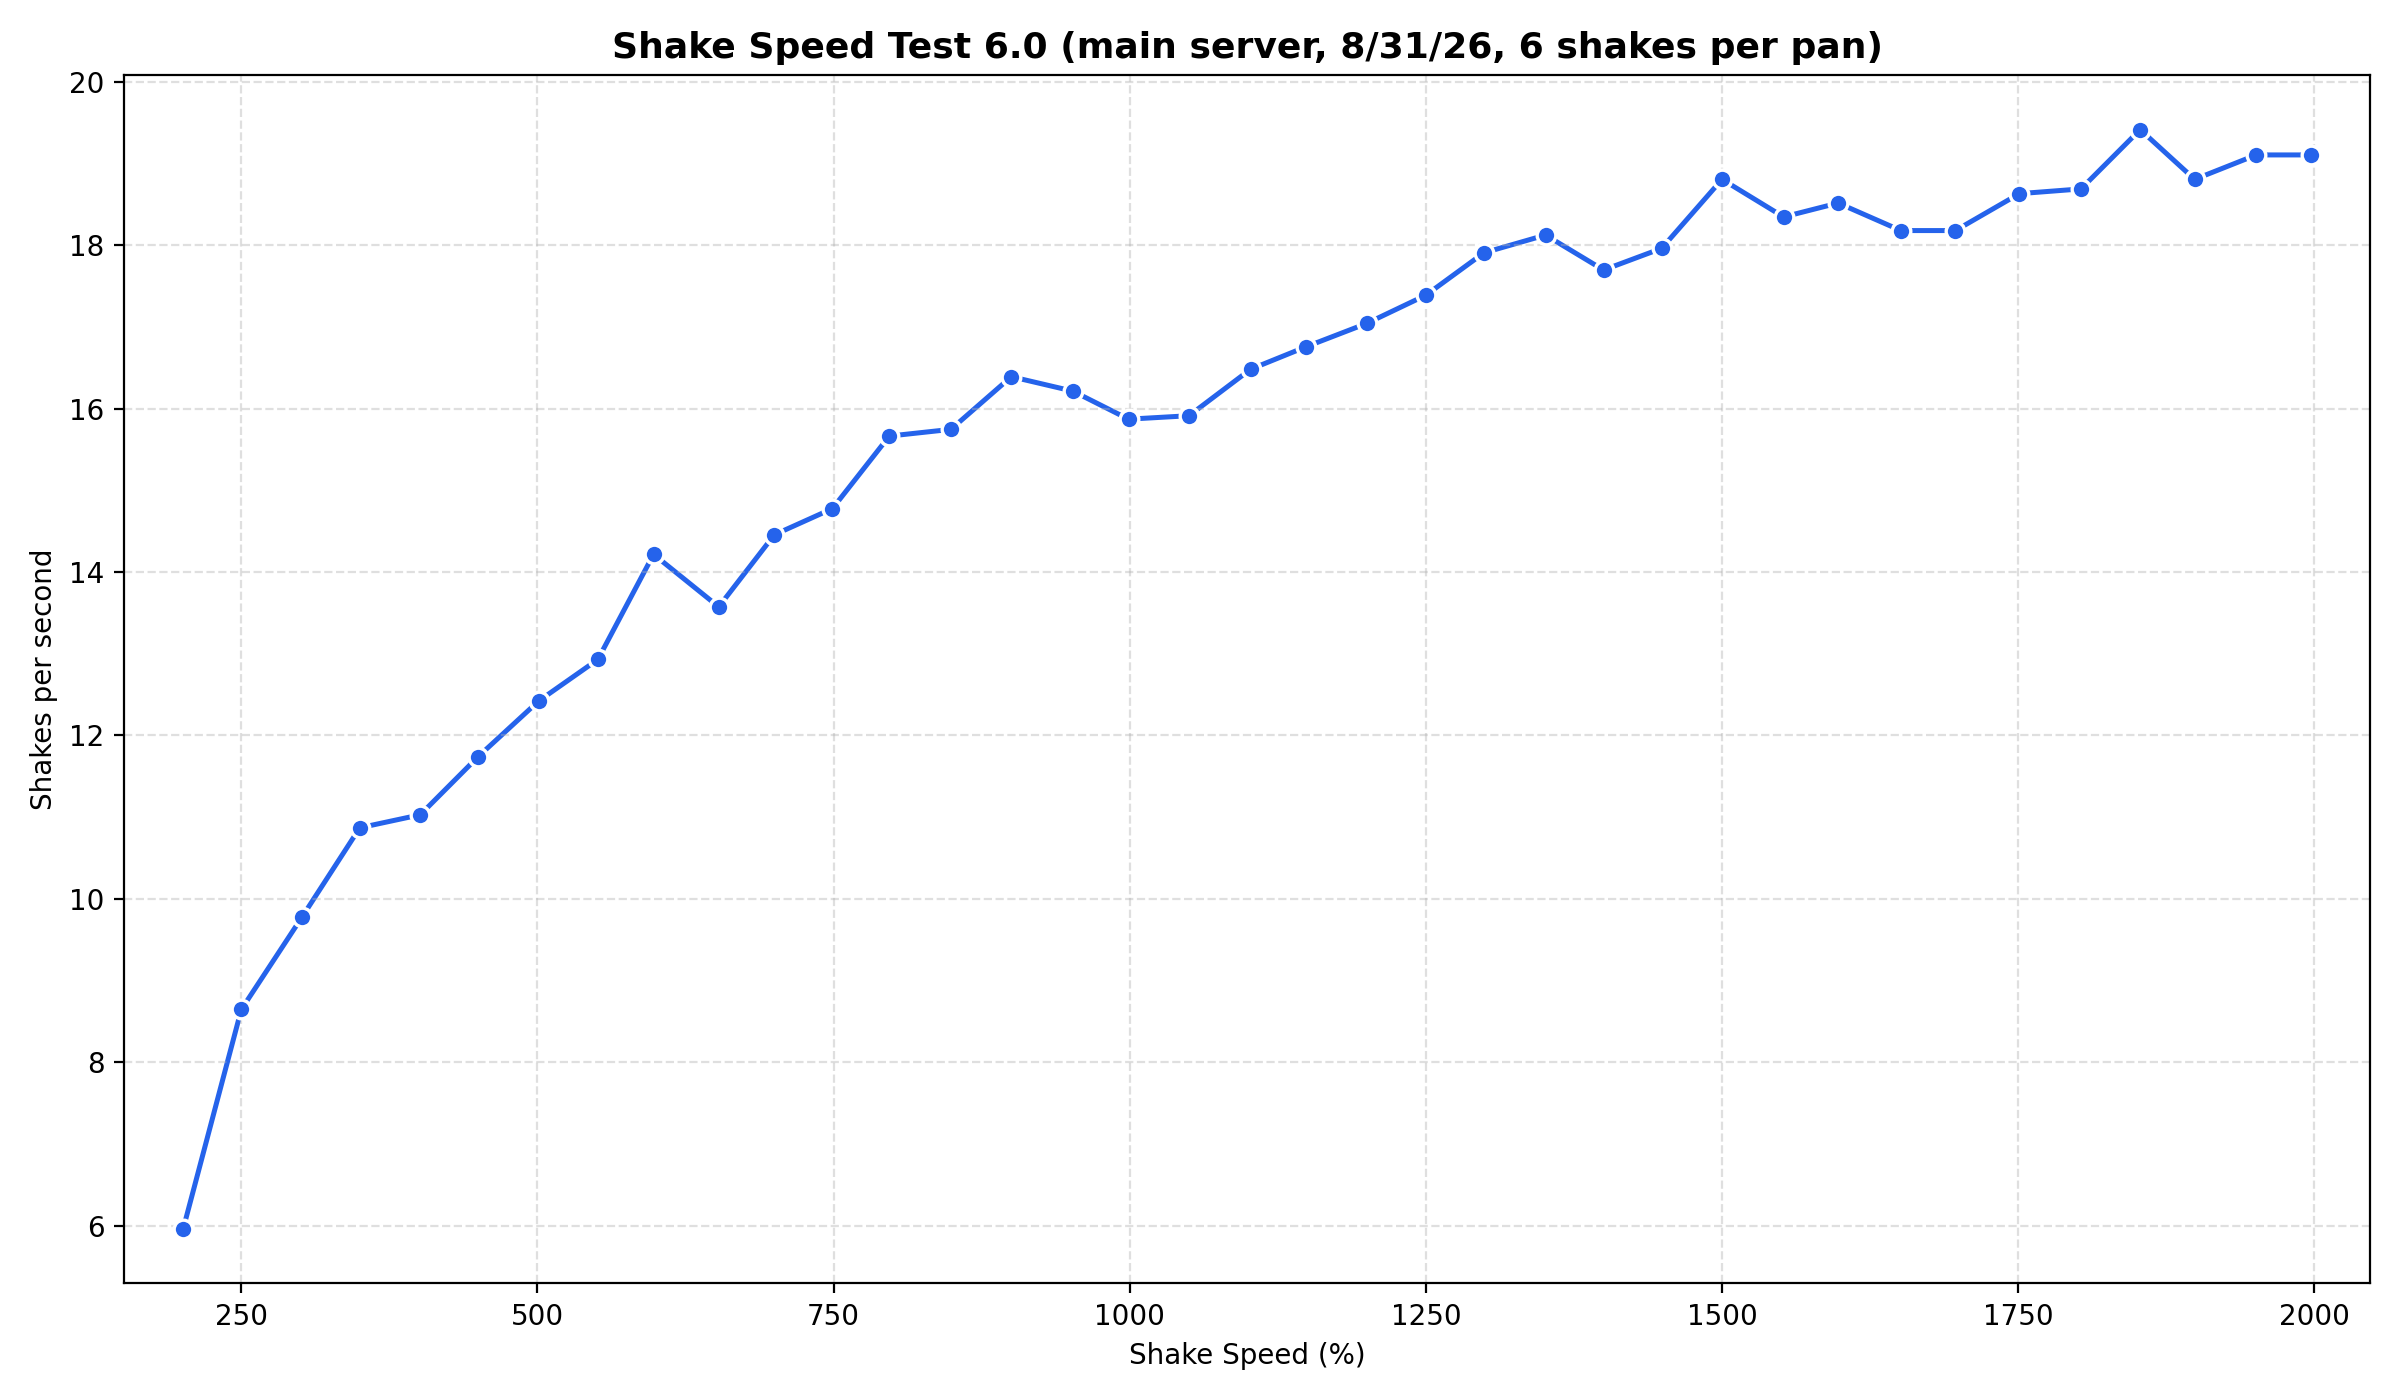 Shake Speed Test 6.0 (main server, 8/31/26, 6 shakes per pan)
20
18
16
14
12
10
8
6
Shakes per second
250 500 750 1000 1250 1500 1750 2000
Shake Speed (%)